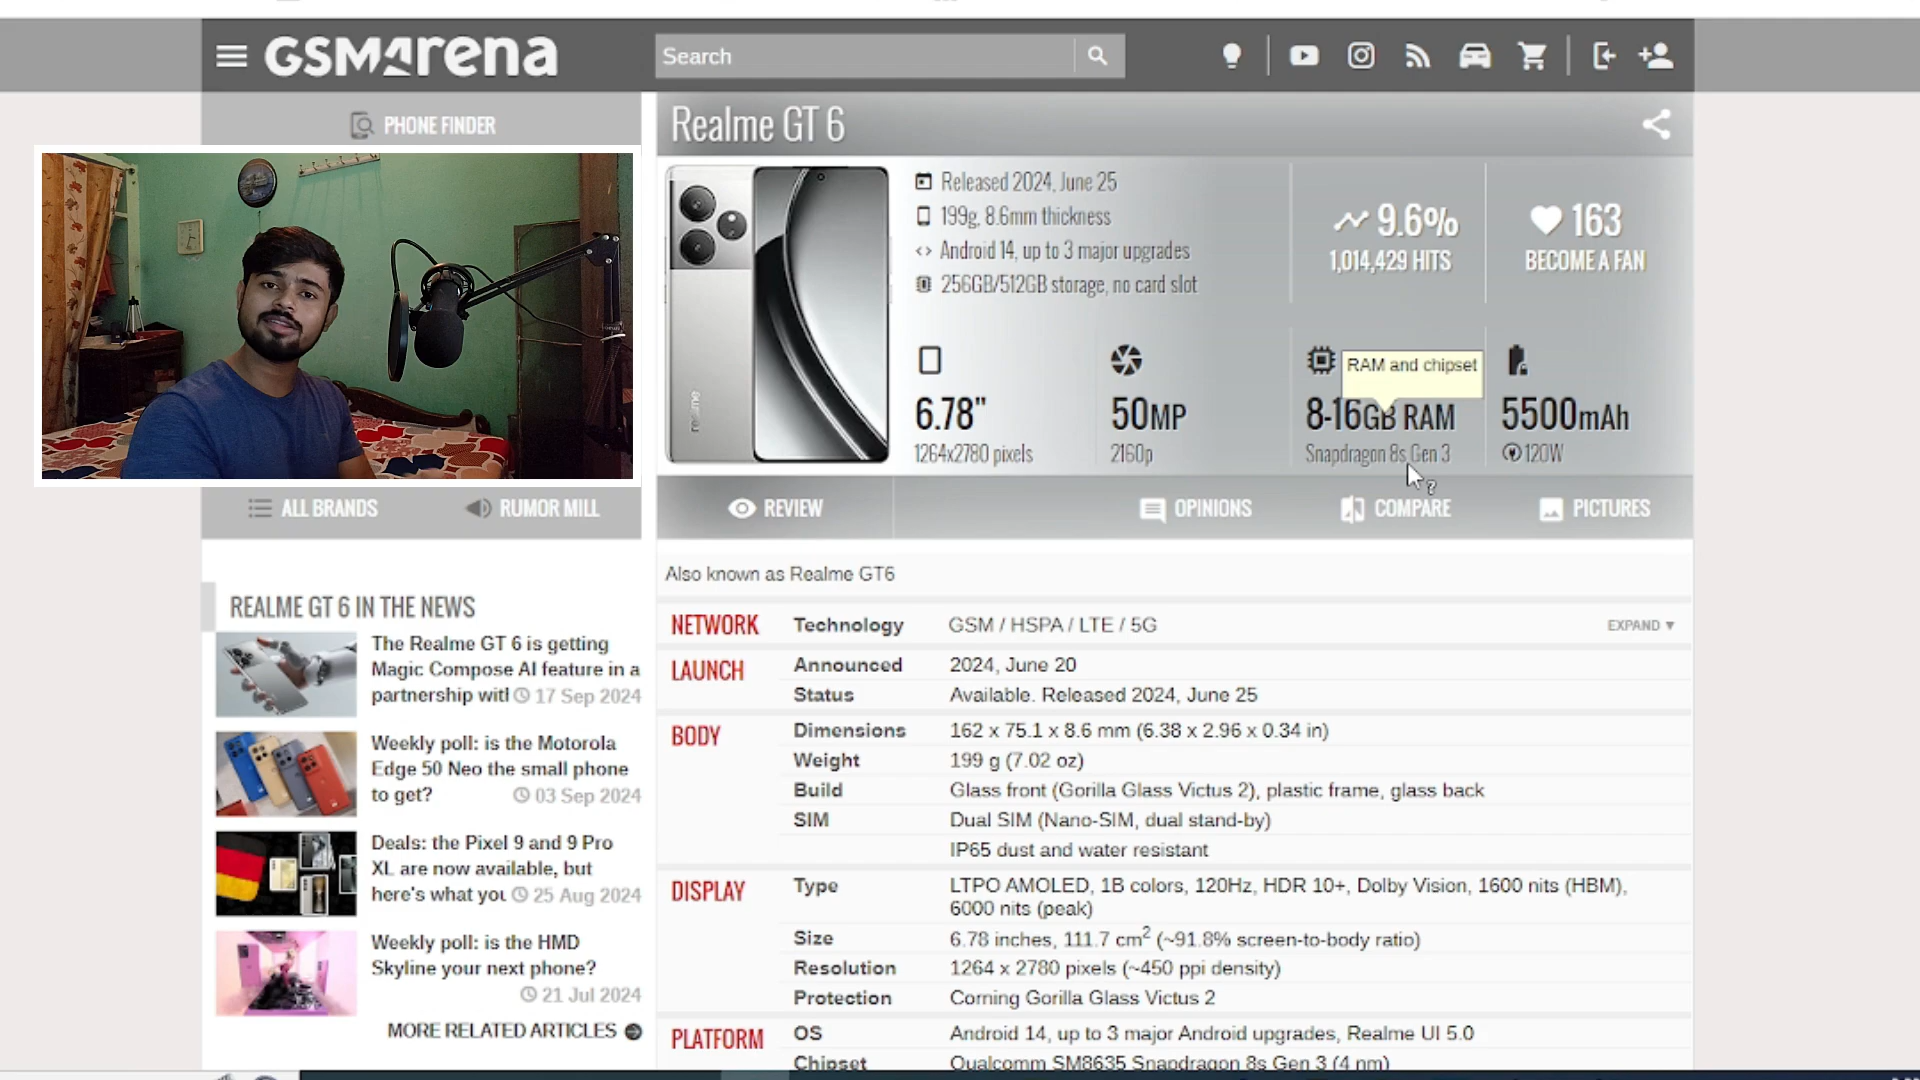 GSMArena
Search
PHONE FINDER
Realme GT 6
Released 2024, June 25
199g, 8.6mm thickness
Android 14, up to 3 major upgrades
256GB/512GB storage, no card slot
9.6%
1,014,429 HITS
163
BECOME A FAN
realme
6.78"
1264x2780 pixels
50MP
2160p
RAM and chipset
8-16GB RAM
Snapdragon 8s Gen 3
5500mAh
120W
ALL BRANDS
RUMOR MILL
REVIEW
OPINIONS
COMPARE
PICTURES
Also known as Realme GT6
REALME GT 6 IN THE NEWS
The Realme GT 6 is getting
Magic Compose AI feature in a
partnership with 17 Sep 2024
Weekly poll: is the Motorola
Edge 50 Neo the small phone
to get? 03 Sep 2024
Deals: the Pixel 9 and 9 Pro
XL are now available, but
here's what you 25 Aug 2024
Weekly poll: is the HMD
Skyline your next phone?
21 Jul 2024
MORE RELATED ARTICLES
NETWORK Technology GSM / HSPA / LTE / 5G EXPAND ▼
LAUNCH Announced 2024, June 20
Status Available. Released 2024, June 25
BODY Dimensions 162 x 75.1 x 8.6 mm (6.38 x 2.96 x 0.34 in)
Weight 199 g (7.02 oz)
Build Glass front (Gorilla Glass Victus 2), plastic frame, glass back
SIM Dual SIM (Nano-SIM, dual stand-by)
IP65 dust and water resistant
DISPLAY Type LTPO AMOLED, 1B colors, 120Hz, HDR 10+, Dolby Vision, 1600 nits (HBM),
6000 nits (peak)
Size 6.78 inches, 111.7 cm² (~91.8% screen-to-body ratio)
Resolution 1264 x 2780 pixels (~450 ppi density)
Protection Corning Gorilla Glass Victus 2
PLATFORM OS Android 14, up to 3 major Android upgrades, Realme UI 5.0
Chipset Qualcomm SM8635 Snapdragon 8s Gen 3 (4 nm)